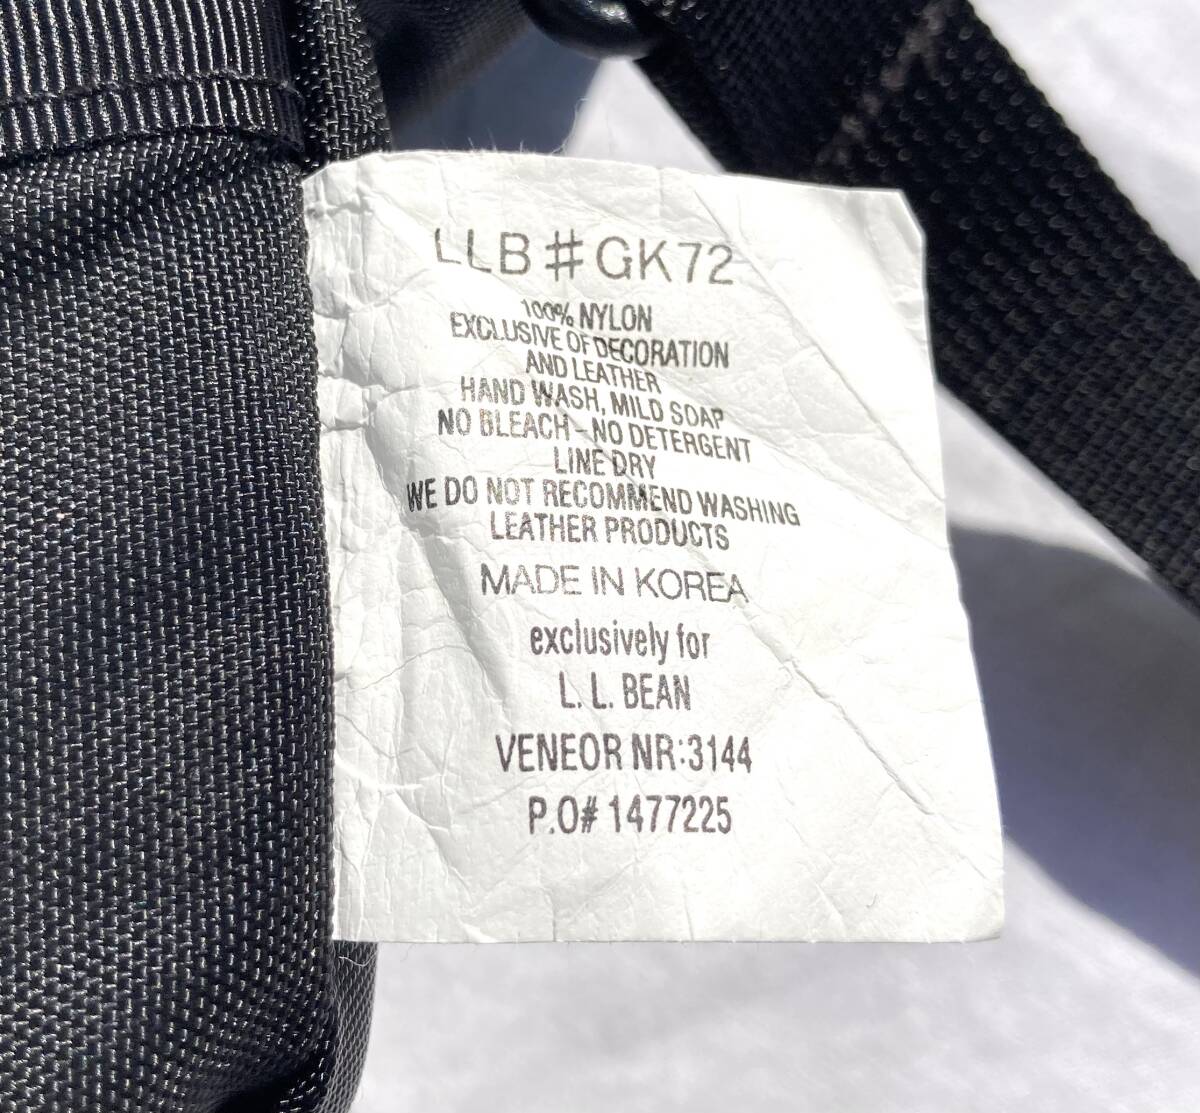 LLB#GK72
100% NYLON
EXCLUSIVE OF DECORATION
AND LEATHER
HAND WASH, MILD SOAP
NO BLEACH-NO DETERGENT
LINE DRY
WE DO NOT RECOMMEND WASHING
LEATHER PRODUCTS
MADE IN KOREA
exclusively for
L. L. BEAN
VENEOR NR:3144
P.O# 1477225